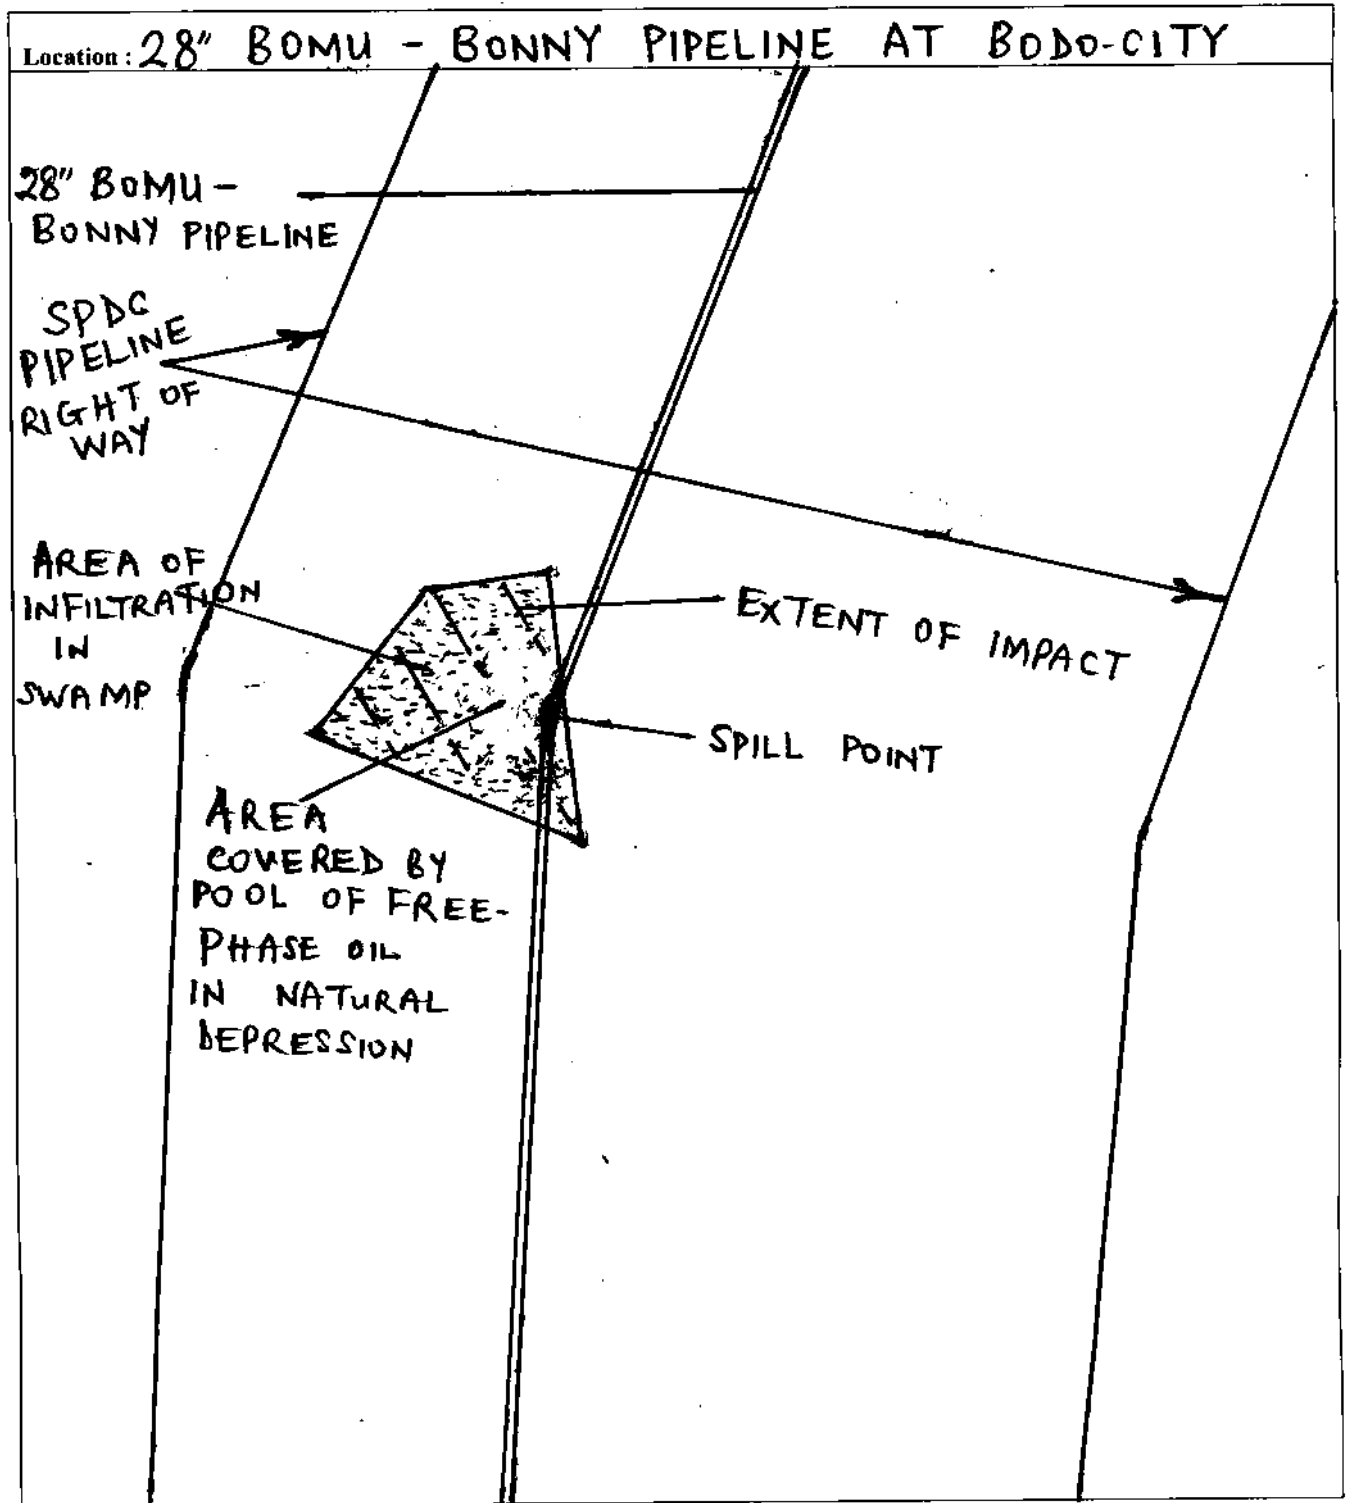 Location : 28" BOMU - BONNY PIPELINE AT BODO-CITY
28" BOMU -
BONNY PIPELINE
SPDC
PIPELINE
RIGHT OF
WAY
AREA OF
INFILTRATION
IN
SWAMP
EXTENT OF IMPACT
SPILL POINT
AREA
COVERED BY
POOL OF FREE-
PHASE OIL
IN NATURAL
DEPRESSION